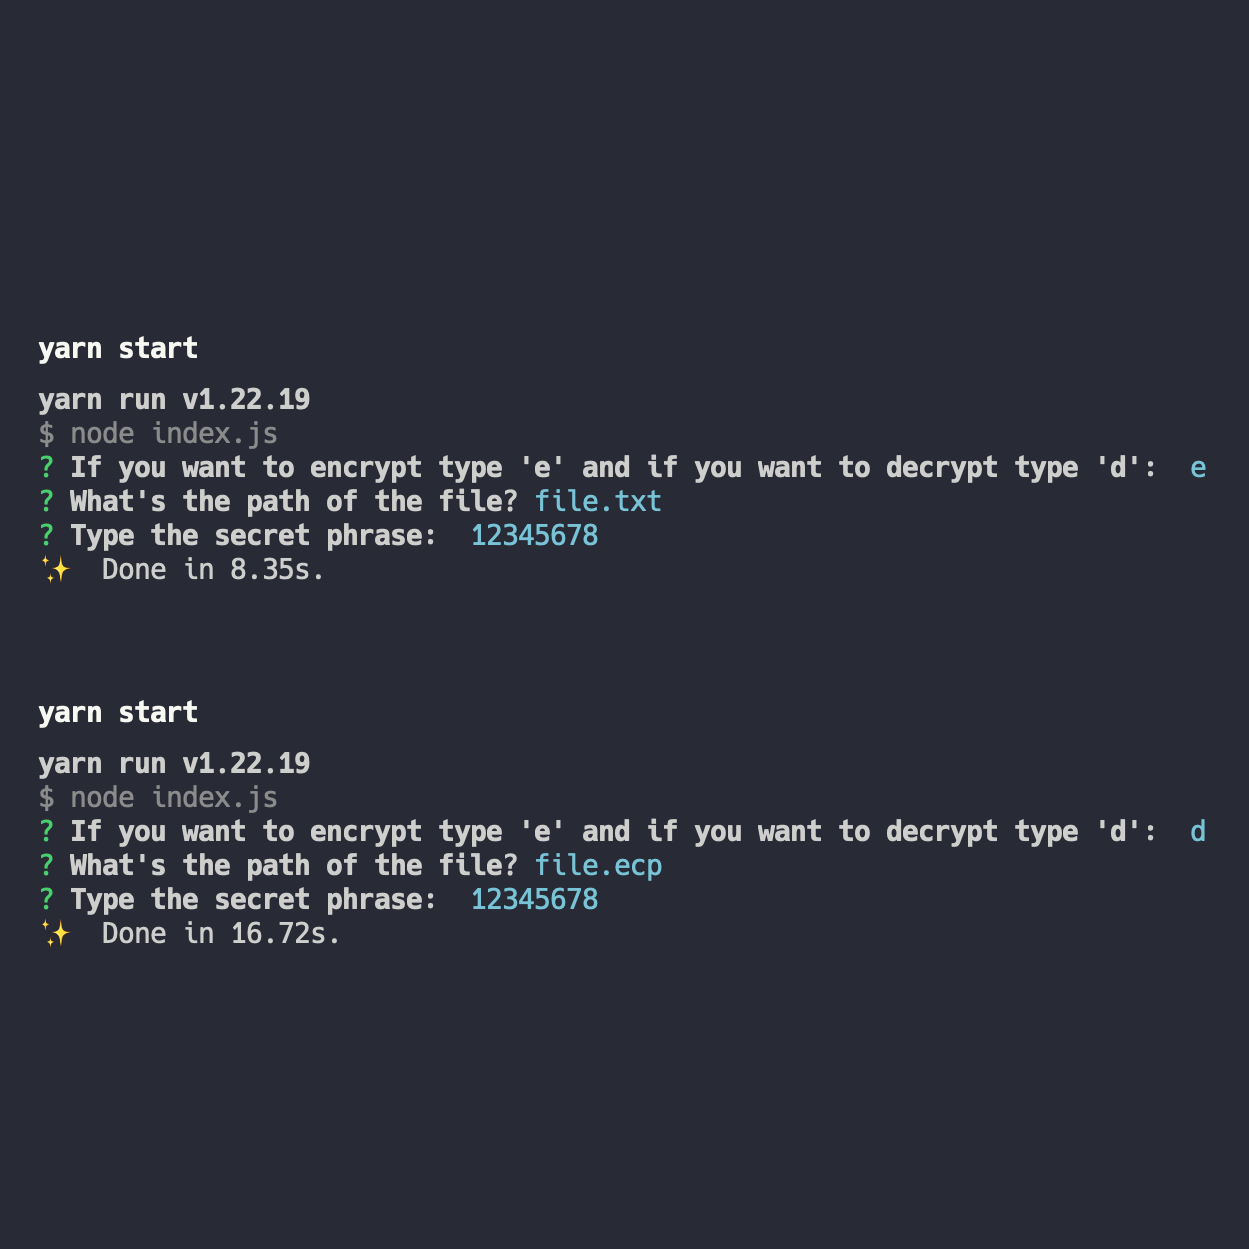 yarn start
yarn run v1.22.19
$ node index.js
? If you want to encrypt type 'e' and if you want to decrypt type 'd':  e
? What's the path of the file? file.txt
? Type the secret phrase:  12345678
✨  Done in 8.35s.
yarn start
yarn run v1.22.19
$ node index.js
? If you want to encrypt type 'e' and if you want to decrypt type 'd':  d
? What's the path of the file? file.ecp
? Type the secret phrase:  12345678
✨  Done in 16.72s.